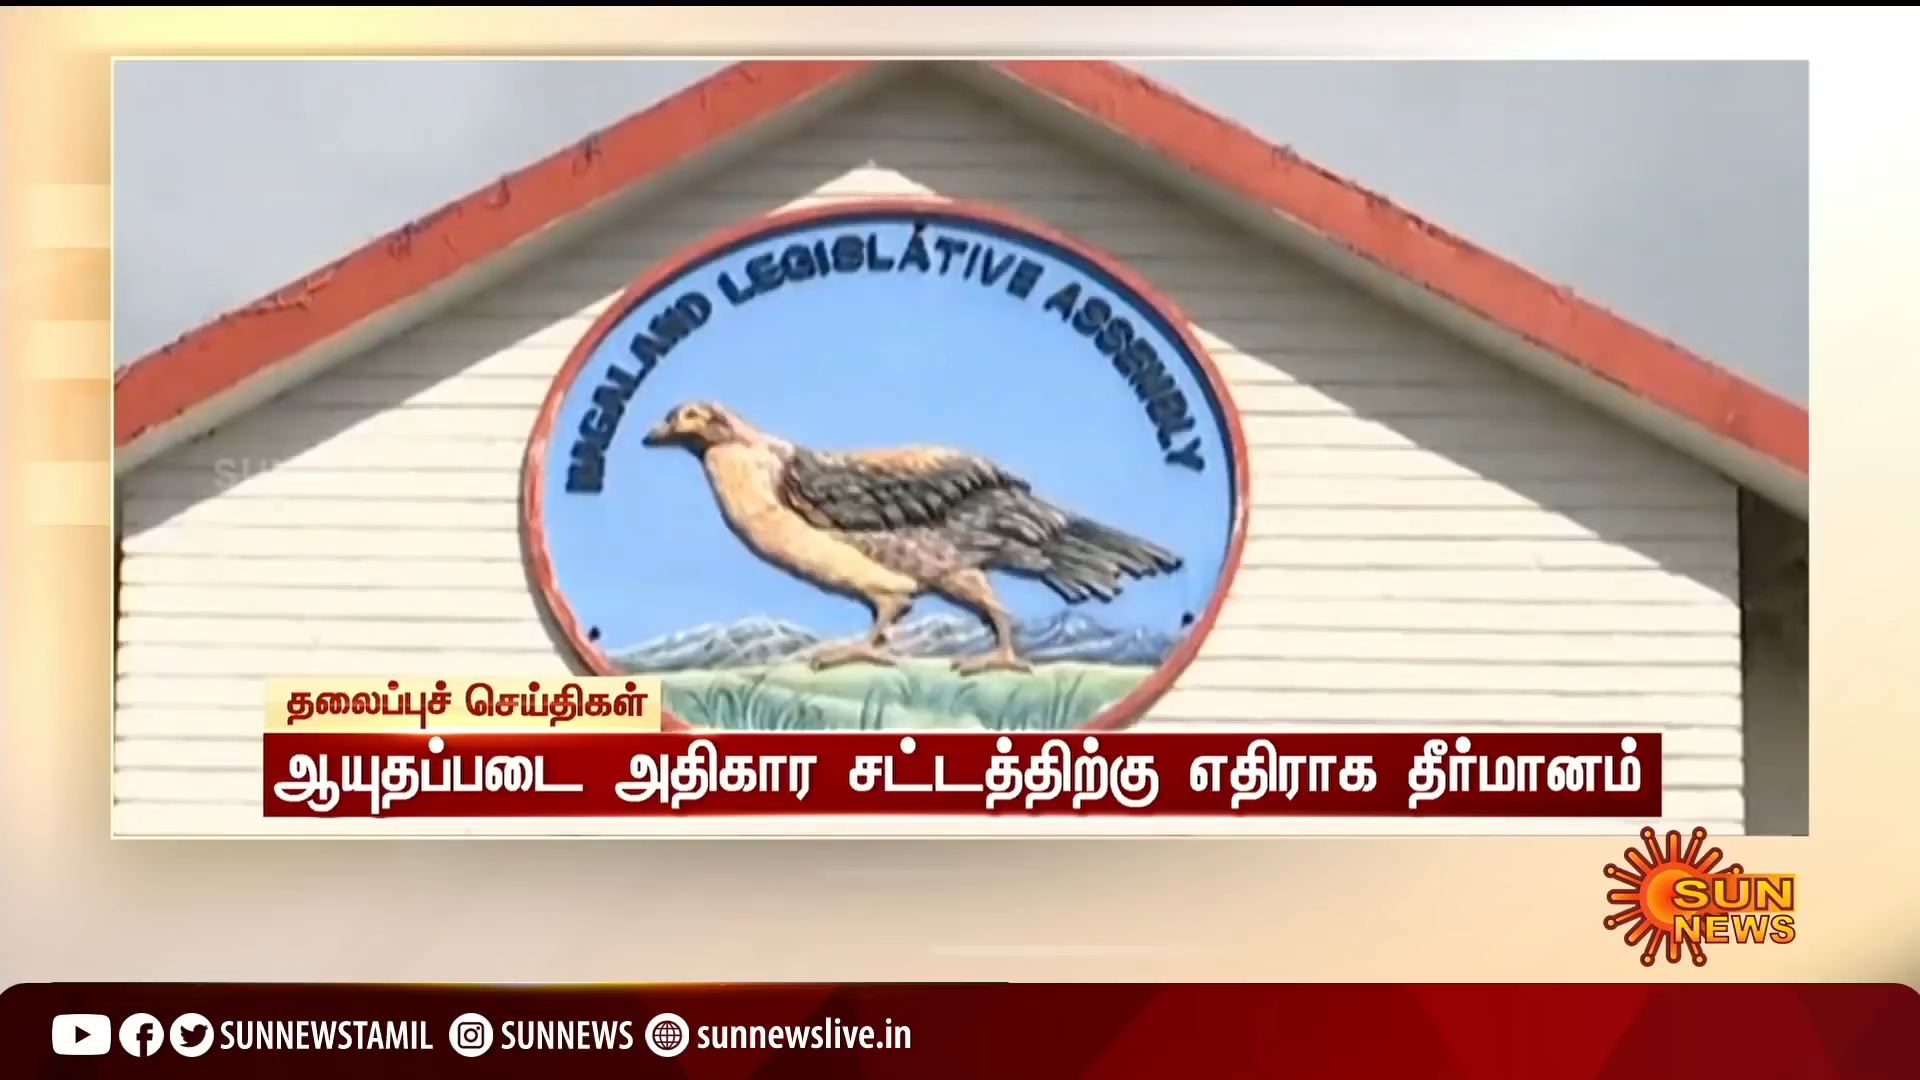 NAGALAND LEGISLATIVE ASSEMBLY
SUN
தலைப்புச் செய்திகள்
ஆயுதப்படை அதிகார சட்டத்திற்கு எதிராக தீர்மானம்
SUN
NEWS
SUNNEWSTAMIL SUNNEWS sunnewslive.in